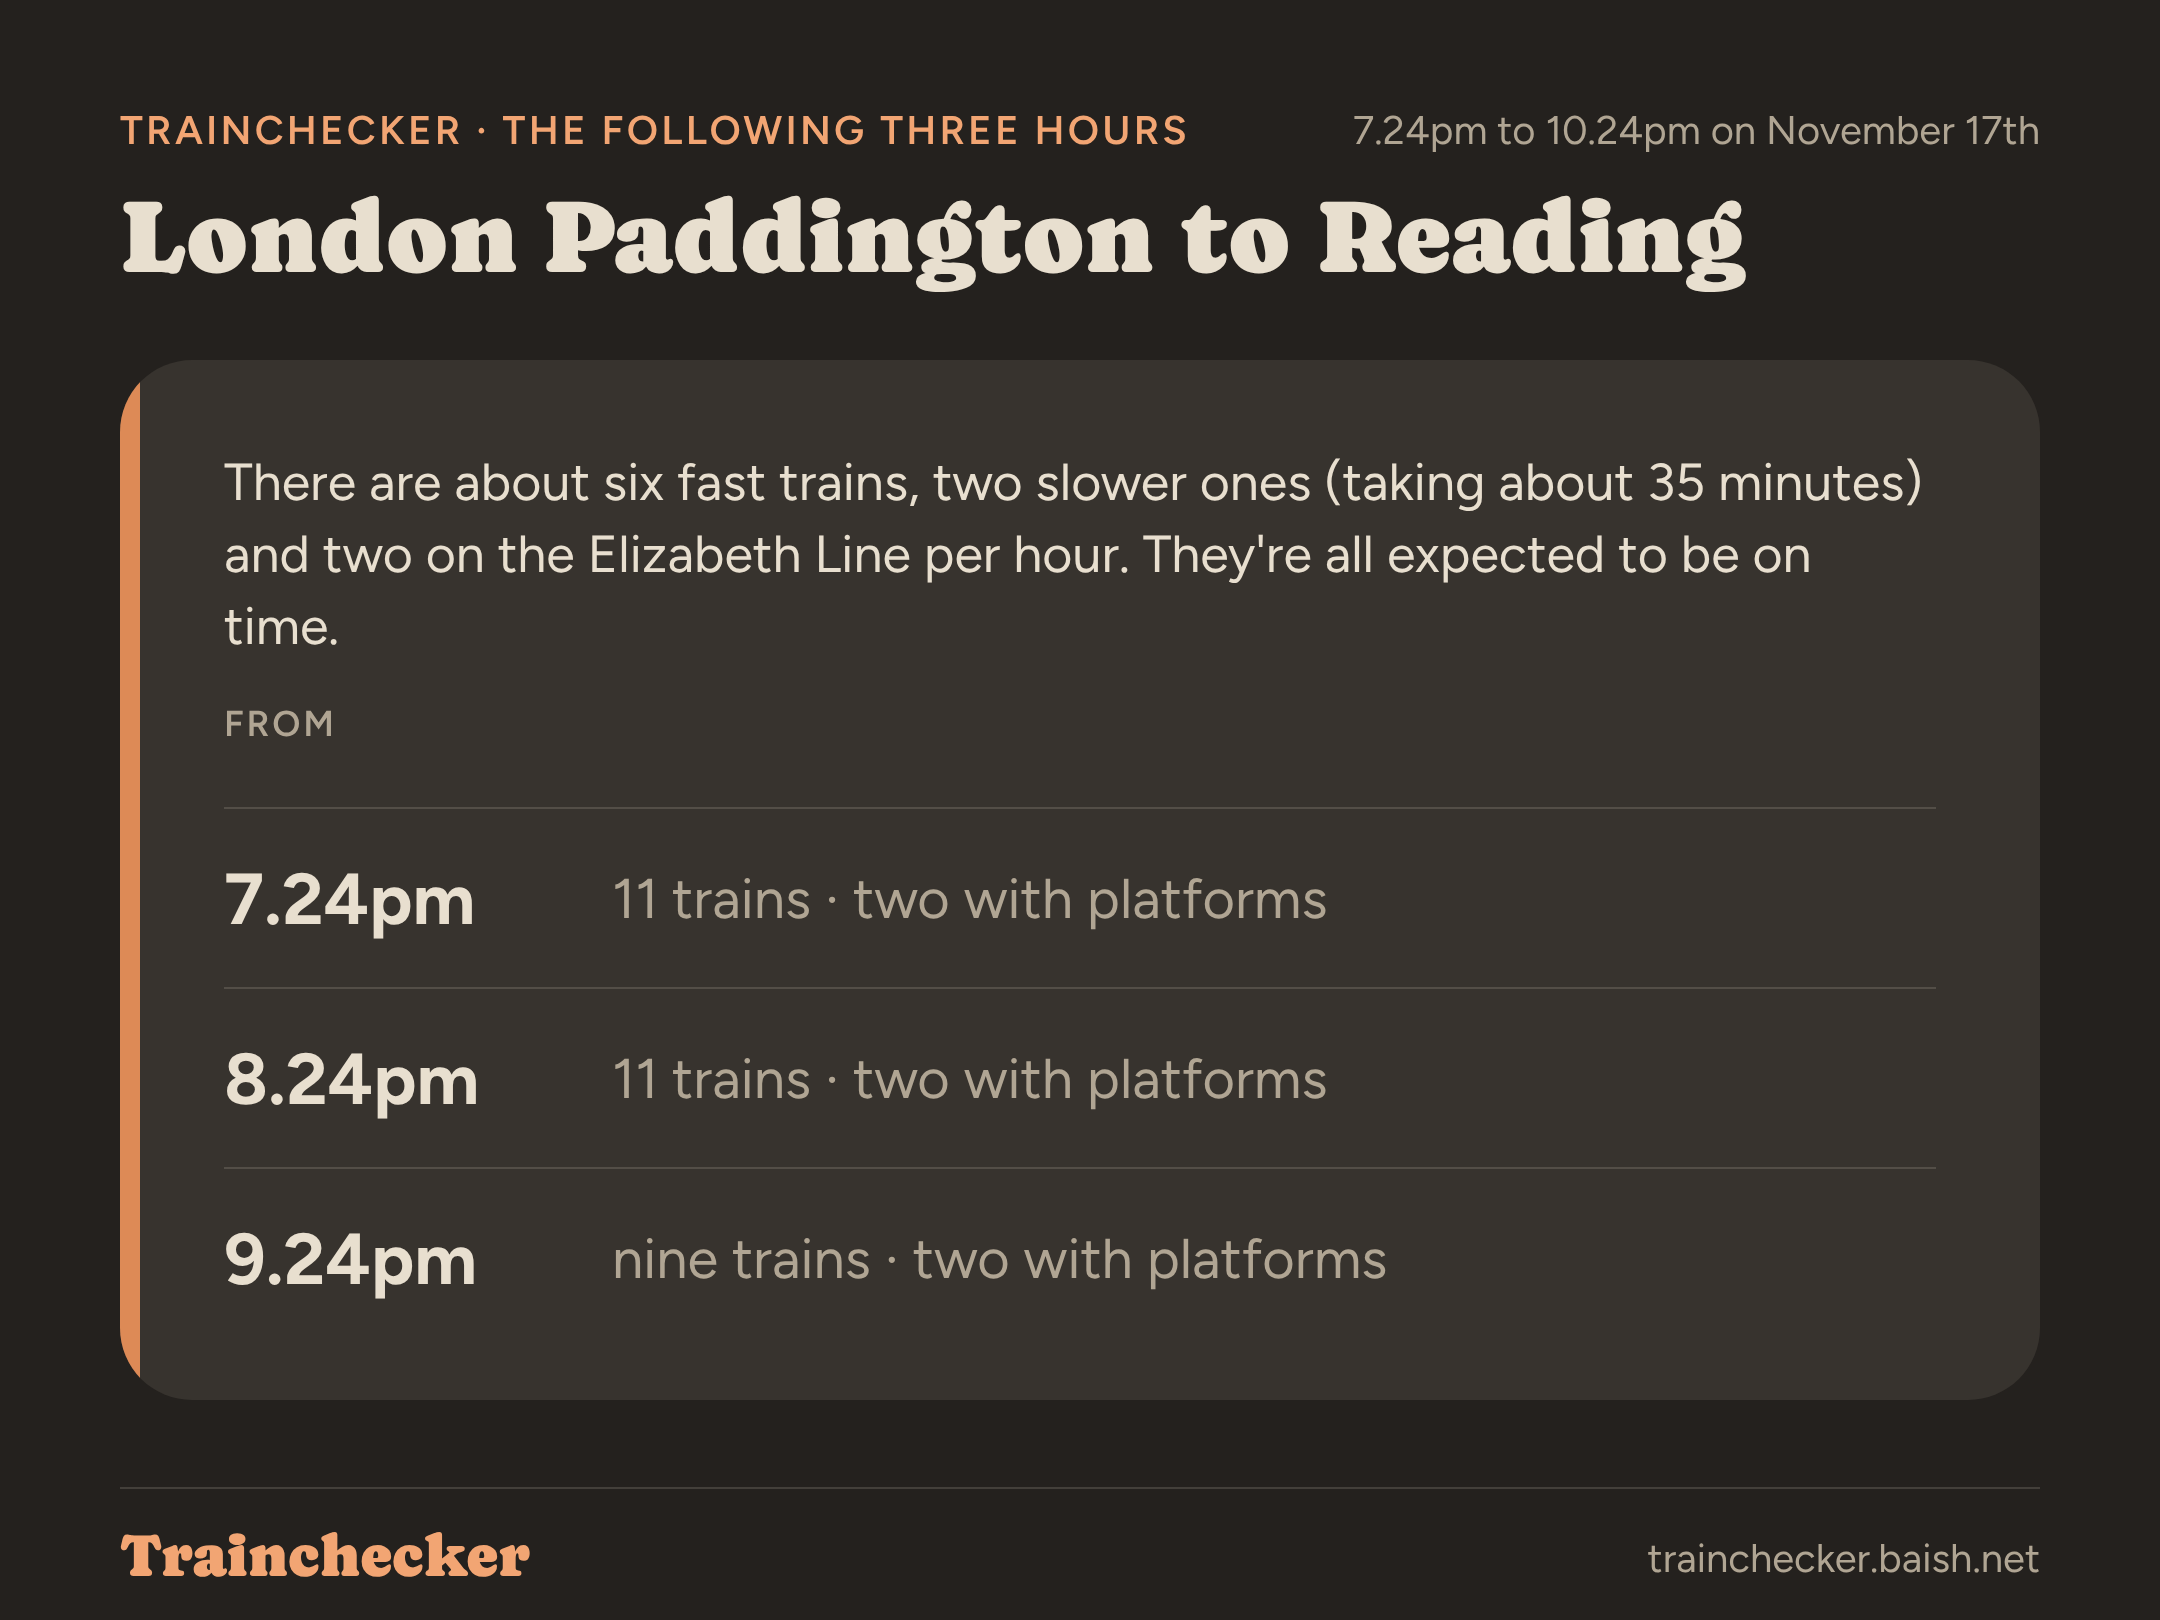 TRAINCHECKER · THE FOLLOWING THREE HOURS
7.24pm to 10.24pm on November 17th
London Paddington to Reading
There are about six fast trains, two slower ones (taking about 35 minutes)
and two on the Elizabeth Line per hour. They're all expected to be on
time.
FROM
7.24pm 11 trains · two with platforms
8.24pm 11 trains · two with platforms
9.24pm nine trains · two with platforms
Trainchecker
trainchecker.baish.net